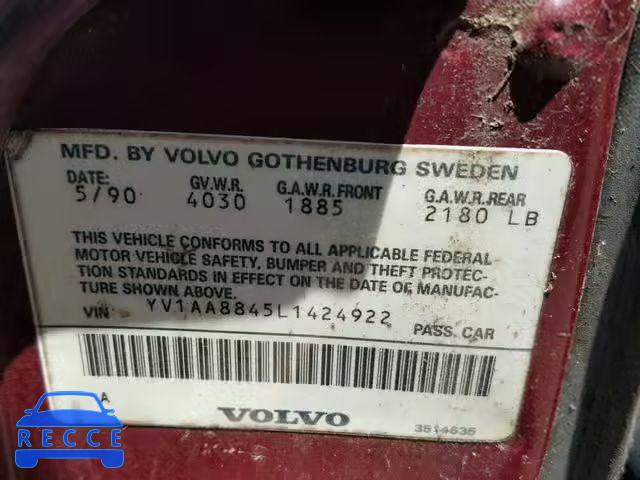 MFD. BY VOLVO GOTHENBURG SWEDEN
DATE: GV.W.R. G.A.W.R.FRONT G.A.W.R.REAR
5/90 4030 1885 2180 LB
THIS VEHICLE CONFORMS TO ALL APPLICABLE FEDERAL
MOTOR VEHICLE SAFETY, BUMPER AND THEFT PROTEC-
TION STANDARDS IN EFFECT ON THE DATE OF MANUFAC-
TURE SHOWN ABOVE.
VIN YV1AA8845L1424922 PASS. CAR
A
VOLVO 3514635
RECCE